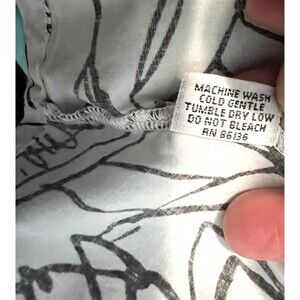 MACHINE WASH
COLD GENTLE
TUMBLE DRY LOW
DO NOT BLEACH
RN 86136